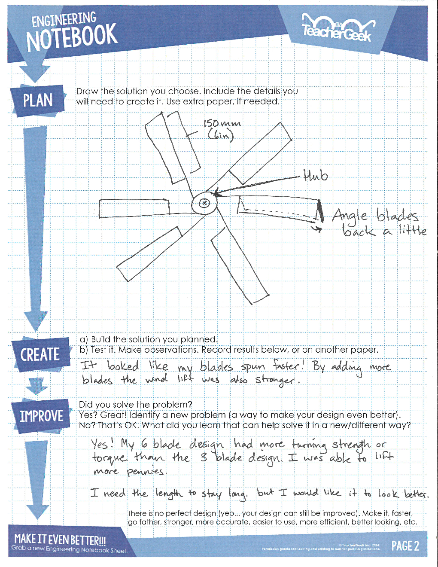 ENGINEERING
NOTEBOOK
TeacherGeek
PLAN
Draw the solution you choose. Include the details you
will need to create it. Use extra paper, if needed.
150mm
(6in)
Hub
Angle blades
back a little
CREATE
a) Build the solution you planned.
b) Test it. Make observations. Record results below, or on another paper.
It looked like my blades spun faster! By adding more
blades the wind lift was also stronger.
IMPROVE
Did you solve the problem?
Yes? Great! Identify a new problem (a way to make your design even better).
No? That's OK. What did you learn that can help solve it in a new/different way?
Yes! My 6 blade design had more turning strength or
torque than the 3 blade design. I was able to lift
more pennies.
I need the length to stay long, but I would like it to look better.
There is no perfect design (yep... your design can still be improved). Make it: faster,
go farther, stronger, more accurate, easier to use, more efficient, better looking, etc.
MAKE IT EVEN BETTER!!!
Grab a new Engineering Notebook Sheet
PAGE 2